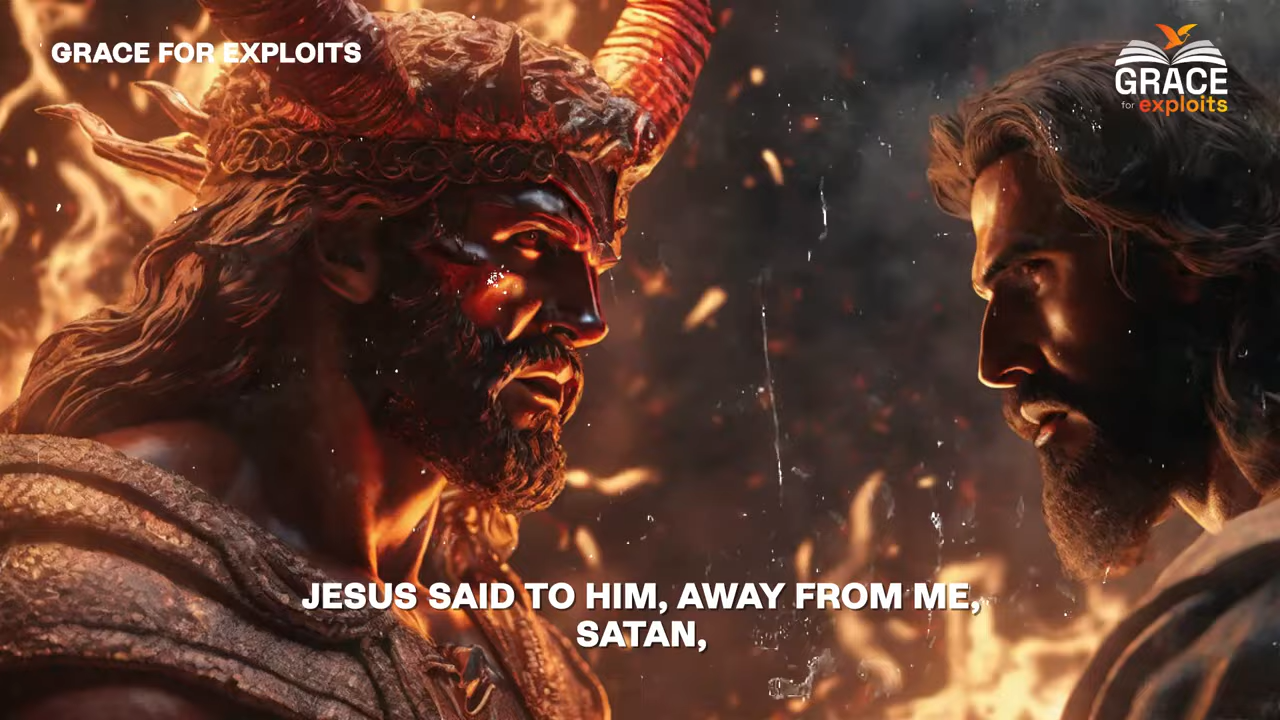 GRACE FOR EXPLOITS
GRACE
for exploits
JESUS SAID TO HIM, AWAY FROM ME,
SATAN,